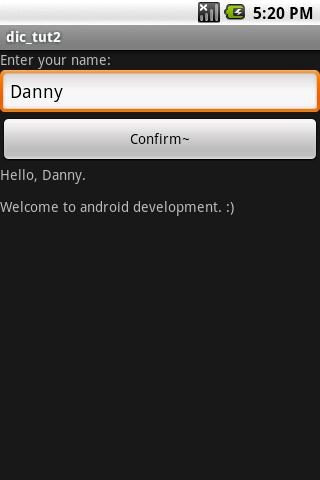 5:20 PM
dic_tut2
Enter your name:
Danny
Confirm~
Hello, Danny.
Welcome to android development. :)